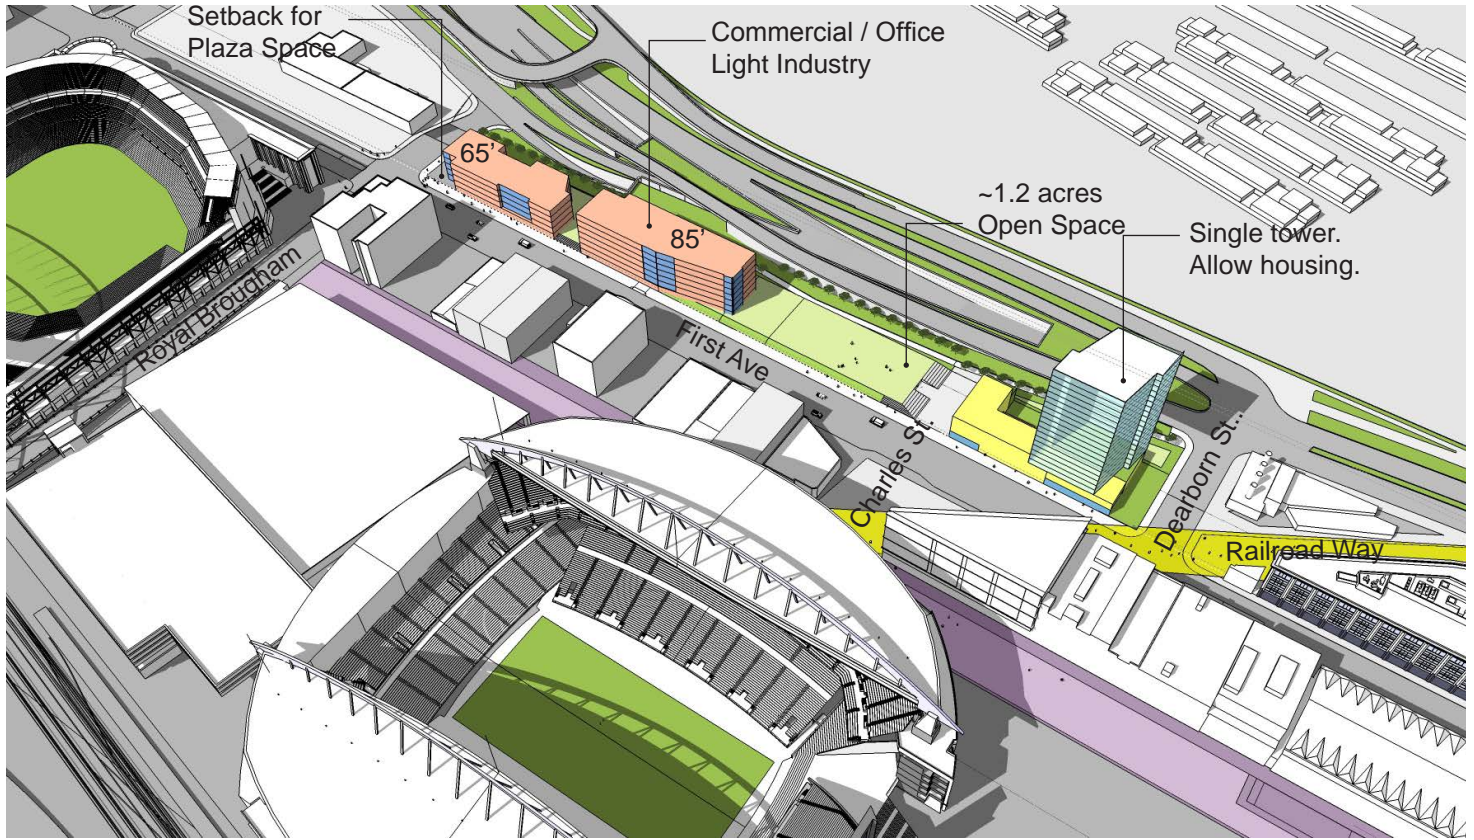 Setback for
Plaza Space
Commercial / Office
Light Industry
65’
85’
~1.2 acres
Open Space
Single tower.
Allow housing.
Royal Brougham
First Ave
Charles St.
Dearborn St..
Railroad Way